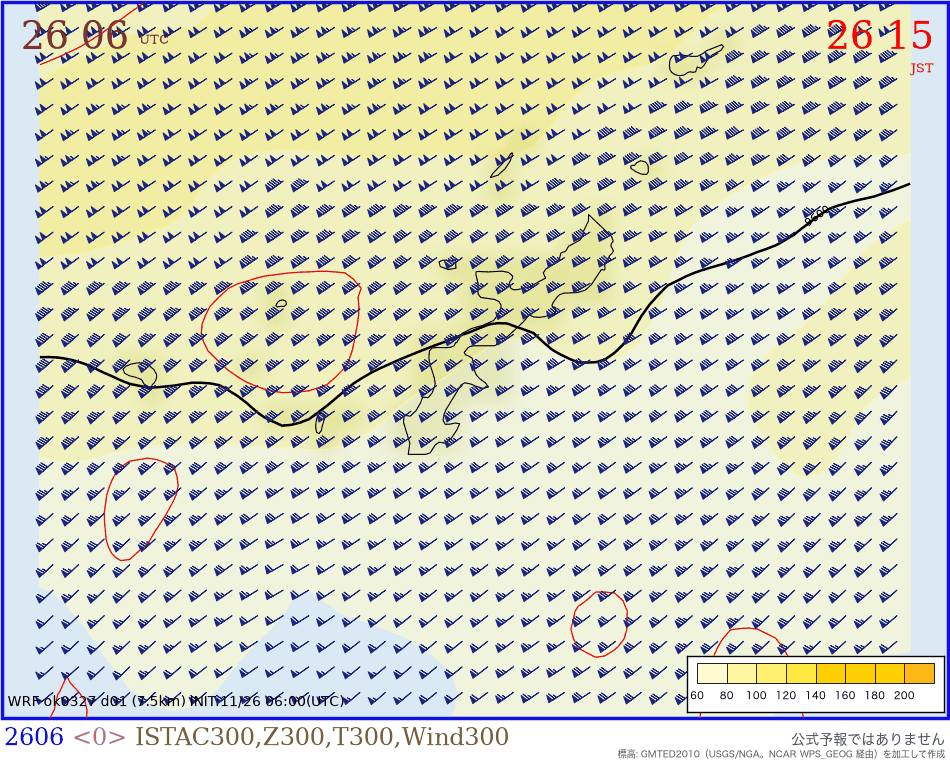 26 06 UTC
26 15
JST
9680
60 80 100 120 140 160 180 200
WRF ok0327 d01 (7.5km) INIT:11/26 06:00(UTC)
2606 <0> ISTAC300,Z300,T300,Wind300
公式予報ではありません
標高: GMTED2010（USGS/NGA。NCAR WPS_GEOG 経由）を加工して作成